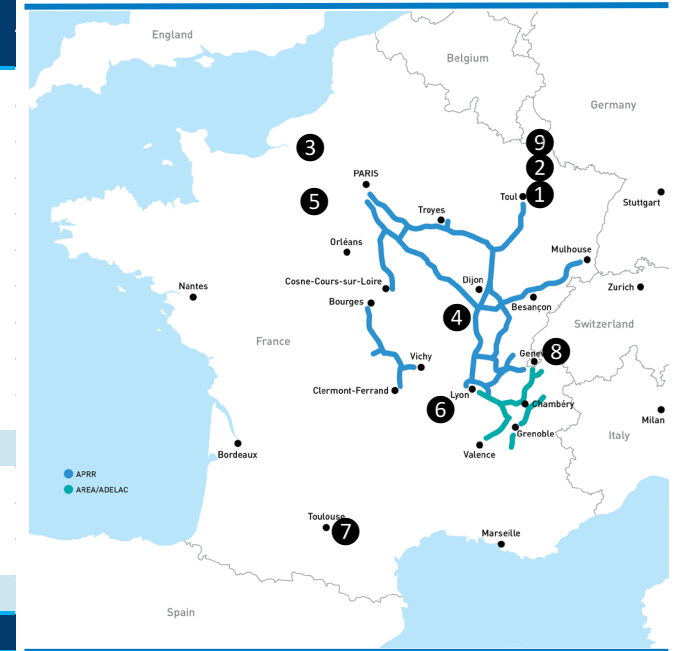 England
Belgium
Germany
3
9
2
PARIS
1
Toul
5
Stuttgart
Troyes
Orléans
Mulhouse
Dijon
Cosne-Cours-sur-Loire
Zurich
Nantes
Bourges
Besançon
4
Switzerland
France
8
Vichy
Clermont-Ferrand
Lyon
6
Chambéry
Milan
Grenoble
Italy
Bordeaux
Valence
APRR
AREA/ADELAC
Toulouse
7
Marseille
Spain